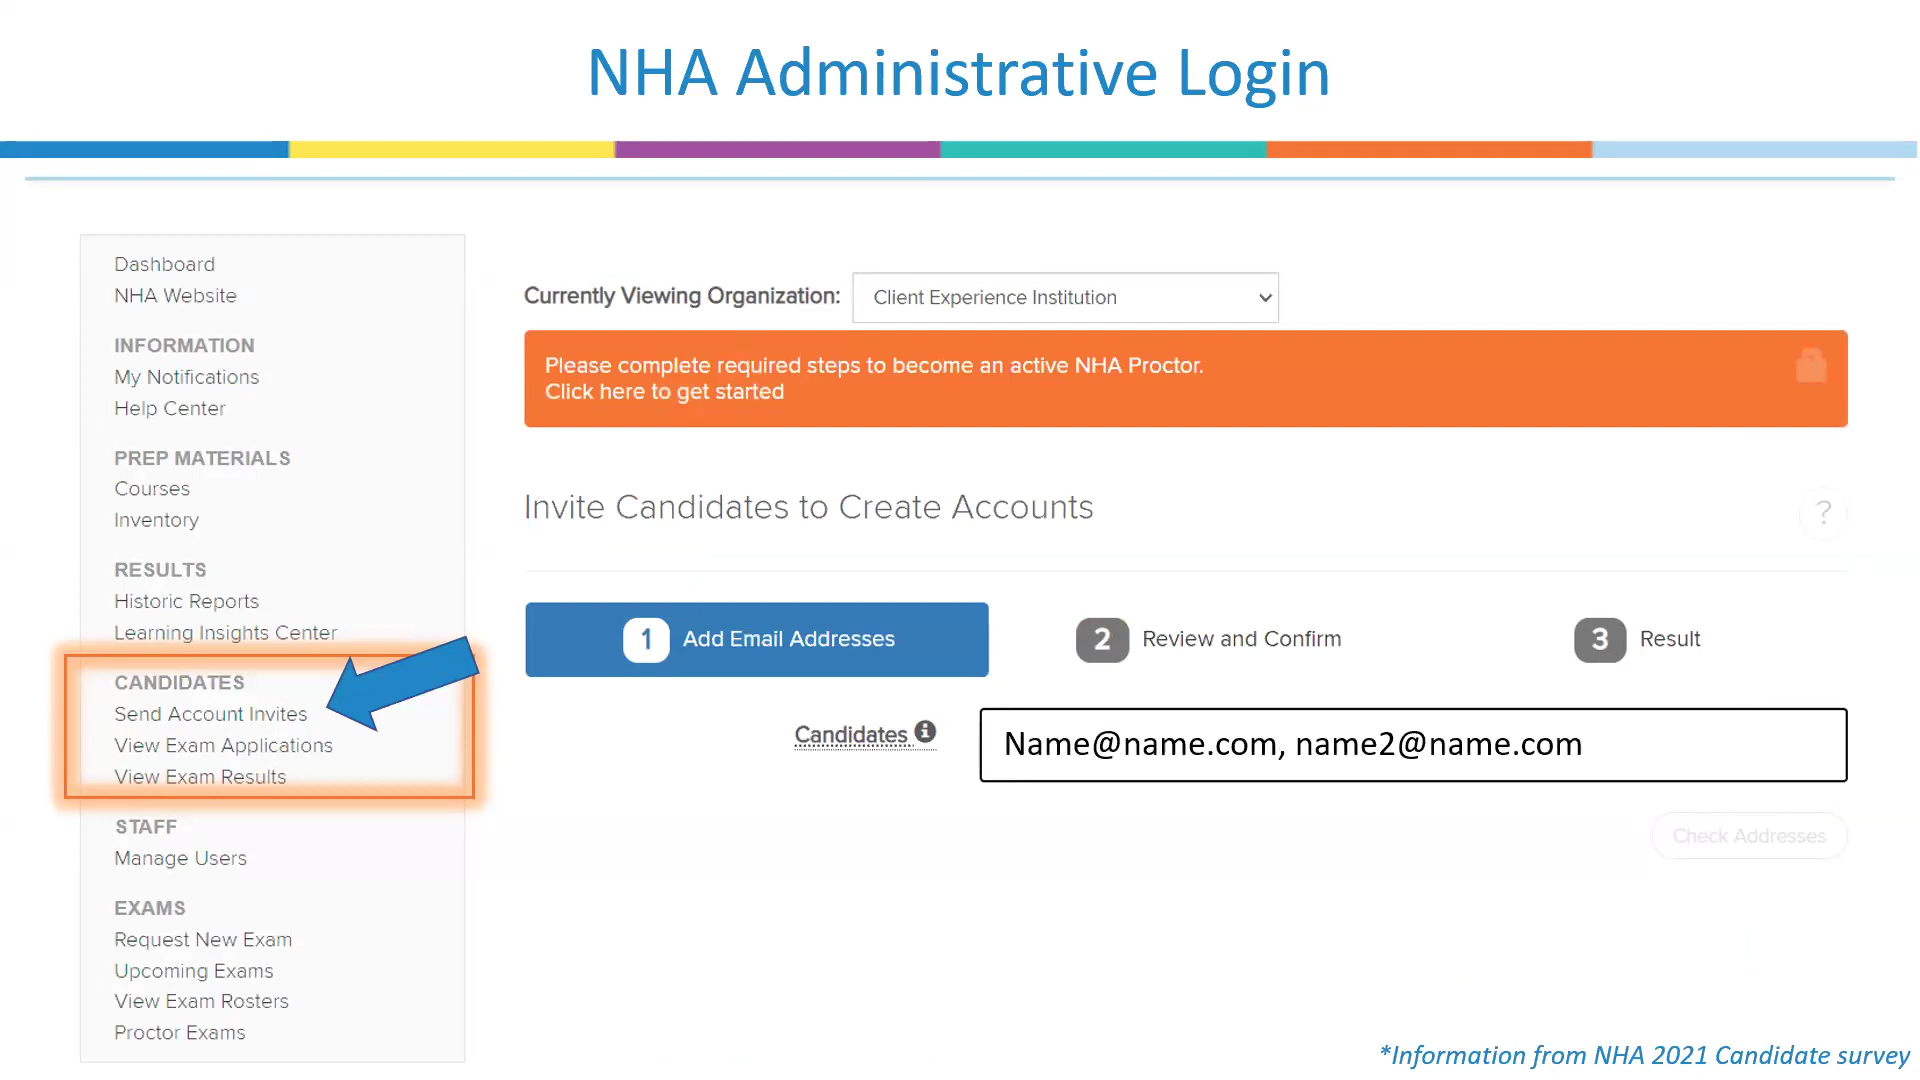 NHA Administrative Login
Dashboard
NHA Website
INFORMATION
My Notifications
Help Center
PREP MATERIALS
Courses
Inventory
RESULTS
Historic Reports
Learning Insights Center
CANDIDATES
Send Account Invites
View Exam Applications
View Exam Results
STAFF
Manage Users
EXAMS
Request New Exam
Upcoming Exams
View Exam Rosters
Proctor Exams
Currently Viewing Organization: Client Experience Institution
Please complete required steps to become an active NHA Proctor.
Click here to get started
Invite Candidates to Create Accounts ?
1 Add Email Addresses 2 Review and Confirm 3 Result
Candidates i Name@name.com, name2@name.com
Check Addresses
*Information from NHA 2021 Candidate survey